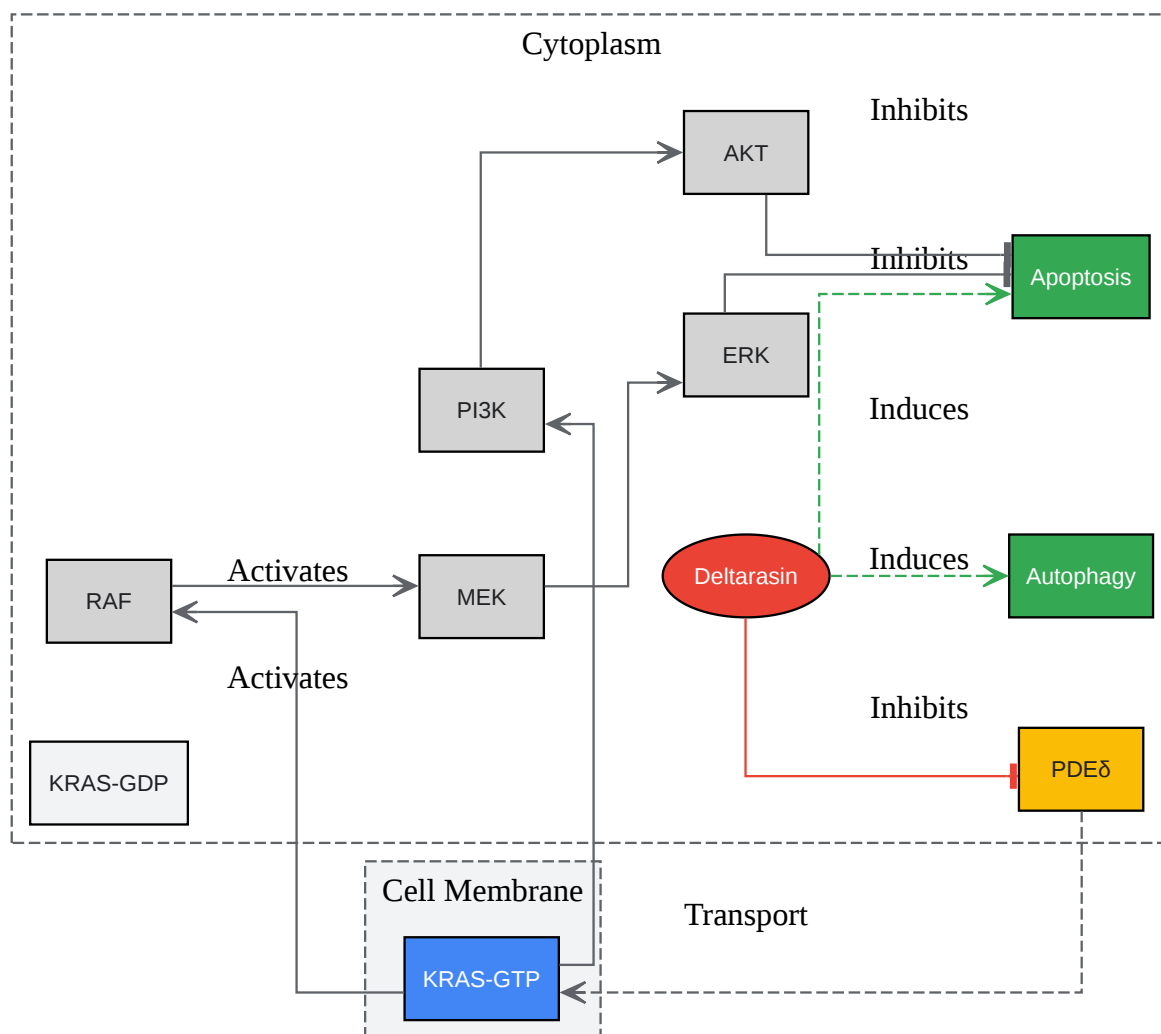 Cytoplasm
Inhibits
AKT
Inhibits
Apoptosis
ERK
PI3K
Induces
Activates
RAF
MEK
Deltarasin
Induces
Autophagy
Activates
Inhibits
KRAS-GDP
PDEδ
Cell Membrane
Transport
KRAS-GTP